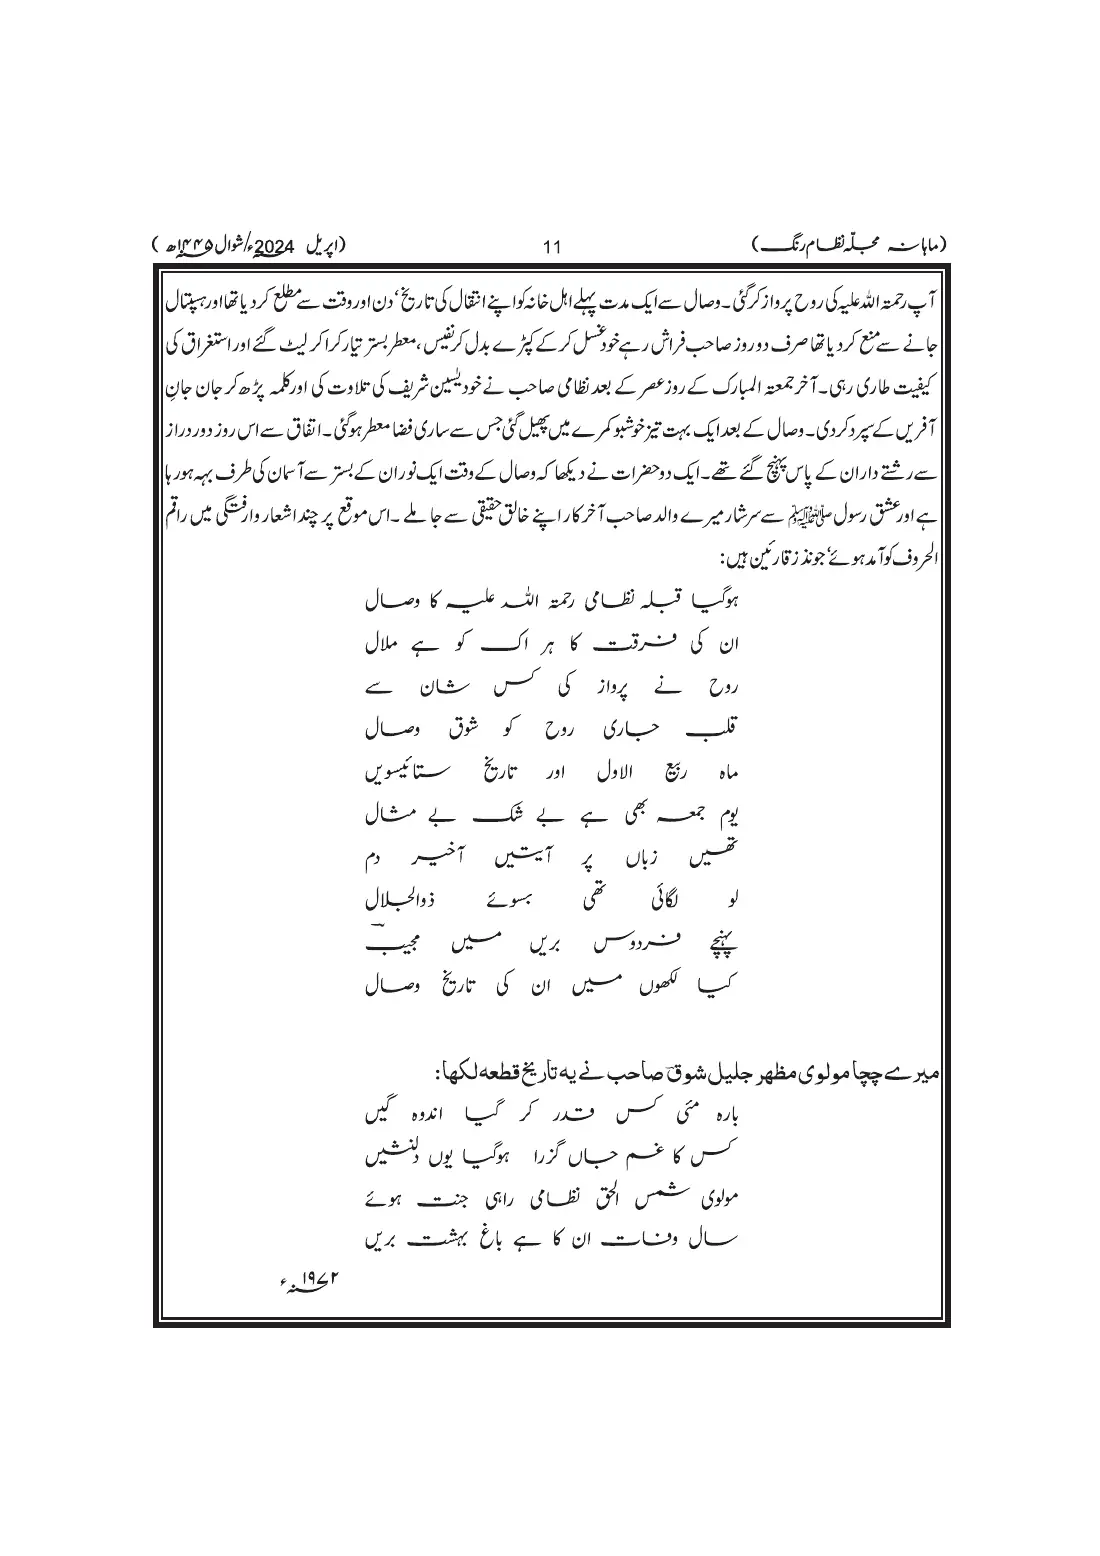 (ماہانہ مجلّہ نظام رنگ) 11 (اپریل 2024ء/شوال ۱۴۴۵ھ)
آپ رحمتہ اللہ علیہ کی روح پرواز کر گئی۔ وصال سے ایک مدت پہلے اہل خانہ کو اپنے انتقال کی تاریخ‘ دن اور وقت سے مطلع کر دیا تھا اور ہسپتال
جانے سے منع کر دیا تھا صرف دو روز صاحب فراش رہے خود غسل کر کے کپڑے بدل کر نفیس، معطر بستر تیار کرا کر لیٹ گئے اور استغراق کی
کیفیت طاری رہی۔ آخر جمعتہ المبارک کے روز عصر کے بعد نظامی صاحب نے خود یٰسین شریف کی تلاوت کی اور کلمہ پڑھ کر جان جانِ
آفریں کے سپرد کر دی۔ وصال کے بعد ایک بہت تیز خوشبو کمرے میں پھیل گئی جس سے ساری فضا معطر ہو گئی۔ اتفاق سے اس روز دور دراز
سے رشتے دار ان کے پاس پہنچ گئے تھے۔ ایک دو حضرات نے دیکھا کہ وصال کے وقت ایک نور ان کے بستر سے آسمان کی طرف بہہ ہو رہا
ہے اور عشق رسول ﷺ سے سرشار میرے والد صاحب آخر کار اپنے خالق حقیقی سے جا ملے ۔ اس موقع پر چند اشعار وارفتگی میں راقم
الحروف کو آمد ہوئے‘ جو نذز قارئین ہیں:
ہوگیا قبلہ نظامی رحمتہ اللہ علیہ کا وصال
ان کی فرقت کا ہر اک کو ہے ملال
روح نے پرواز کی کس شان سے
قلب جاری روح کو شوق وصال
ماہ ربیع الاول اور تاریخ ستائیسویں
یوم جمعہ بھی ہے بے شک بے مثال
تھیں زباں پر آیتیں آخیر دم
لو لگائی تھی بسوئے ذوالجلال
پہنچے فردوس بریں میں مجیبؔ
کیا لکھوں میں ان کی تاریخ وصال
میرے چچا مولوی مظہر جلیل شوقؔ صاحب نے یہ تاریخ قطعہ لکھا:
بارہ مئی کس قدر کر گیا اندوہ گیں
کس کا غم جاں گزرا ہوگیا یوں دلنشیں
مولوی شمس الحق نظامی راہی جنت ہوئے
سال وفات ان کا ہے باغ بہشت بریں
۱۹۷۲ء